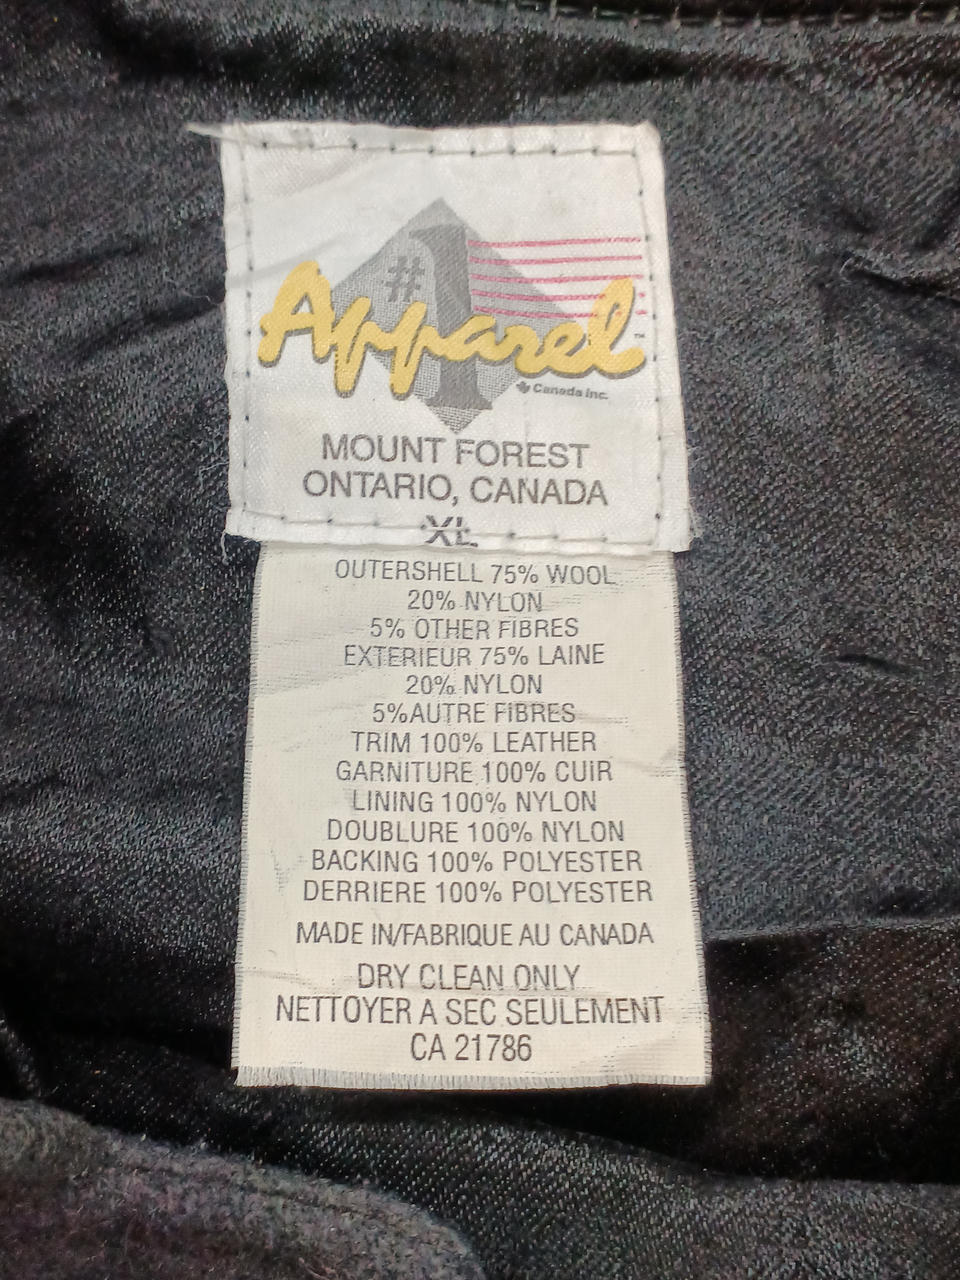 #1
Apparel™
Canada Inc.
MOUNT FOREST
ONTARIO, CANADA
XL
OUTERSHELL 75% WOOL
20% NYLON
5% OTHER FIBRES
EXTERIEUR 75% LAINE
20% NYLON
5%AUTRE FIBRES
TRIM 100% LEATHER
GARNITURE 100% CUIR
LINING 100% NYLON
DOUBLURE 100% NYLON
BACKING 100% POLYESTER
DERRIERE 100% POLYESTER
MADE IN/FABRIQUE AU CANADA
DRY CLEAN ONLY
NETTOYER A SEC SEULEMENT
CA 21786